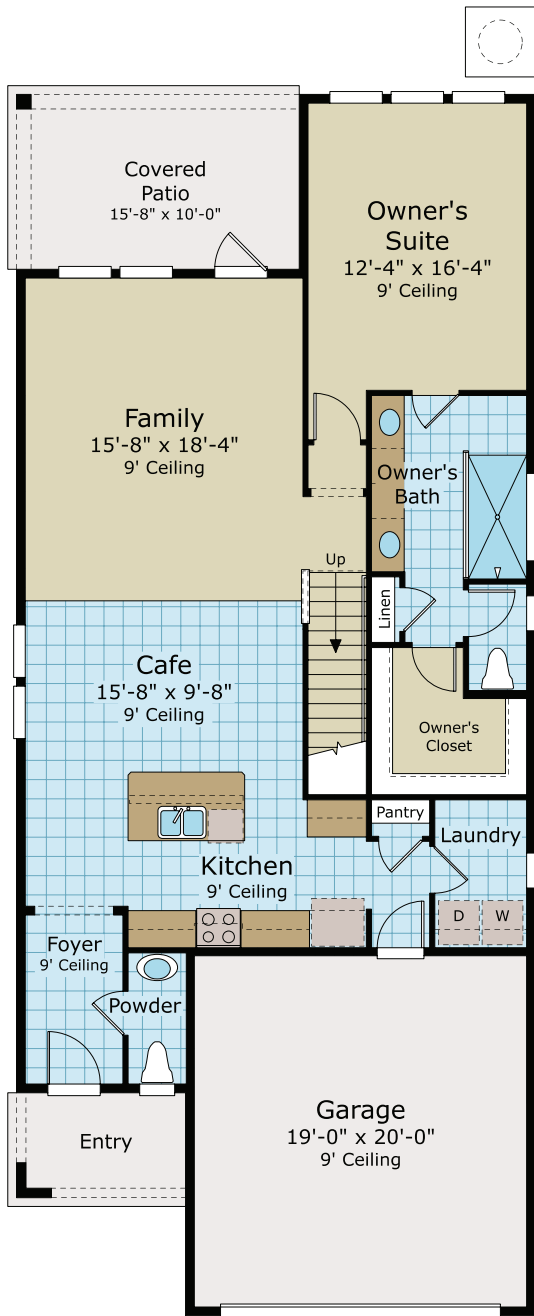 Covered
Patio
15'-8" x 10'-0"
Owner's
Suite
12'-4" x 16'-4"
9' Ceiling
Family
15'-8" x 18'-4"
9' Ceiling
Owner's
Bath
Up
Linen
Cafe
15'-8" x 9'-8"
9' Ceiling
Owner's
Closet
Pantry
Laundry
Kitchen
9' Ceiling
D
W
Foyer
9' Ceiling
Powder
Entry
Garage
19'-0" x 20'-0"
9' Ceiling